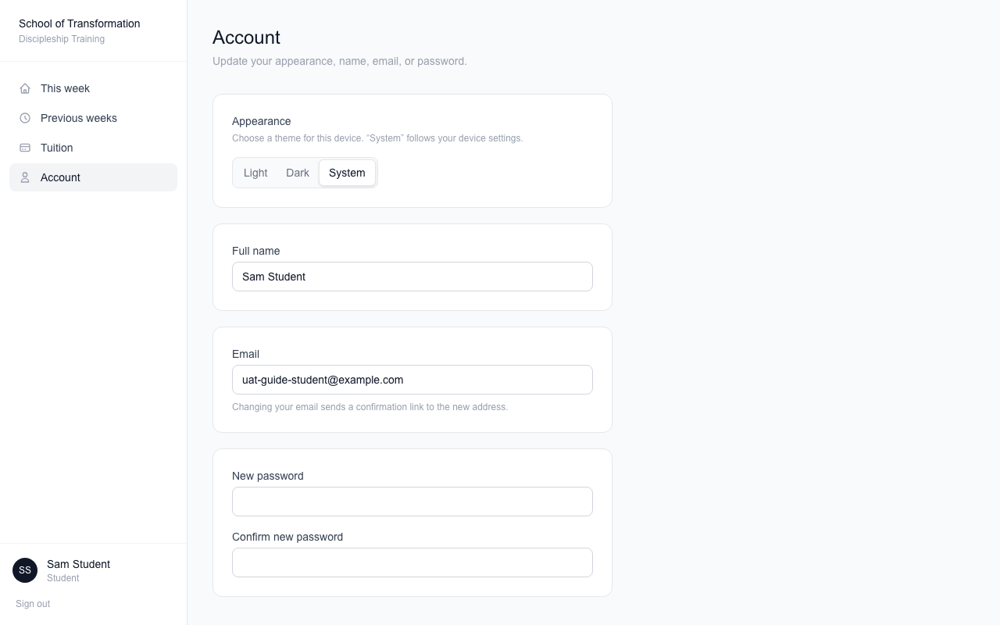 School of Transformation
Discipleship Training
This week
Previous weeks
Tuition
Account
Sam Student
SS
Student
Sign out
Account
Update your appearance, name, email, or password.
Appearance
Choose a theme for this device. “System” follows your device settings.
Light Dark System
Full name
Sam Student
Email
uat-guide-student@example.com
Changing your email sends a confirmation link to the new address.
New password
Confirm new password